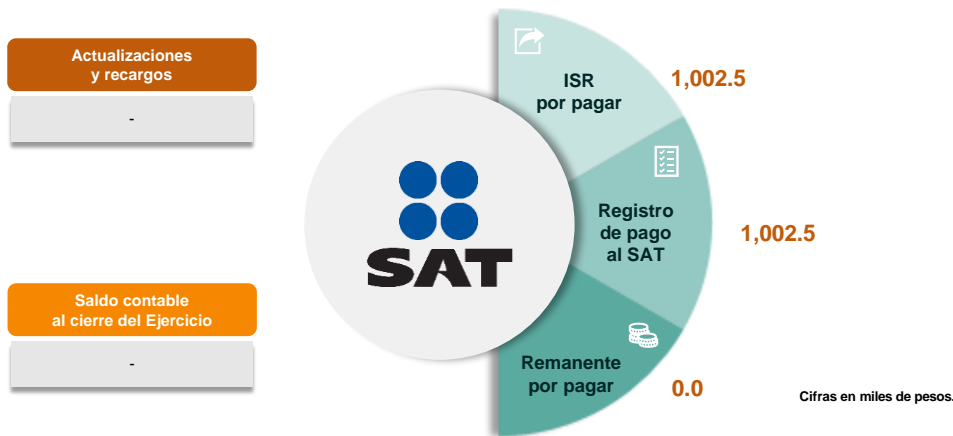 Actualizaciones
y recargos
-
Saldo contable
al cierre del Ejercicio
-
SAT
ISR
por pagar
1,002.5
Registro
de pago
al SAT
1,002.5
Remanente
por pagar
0.0
Cifras en miles de pesos.